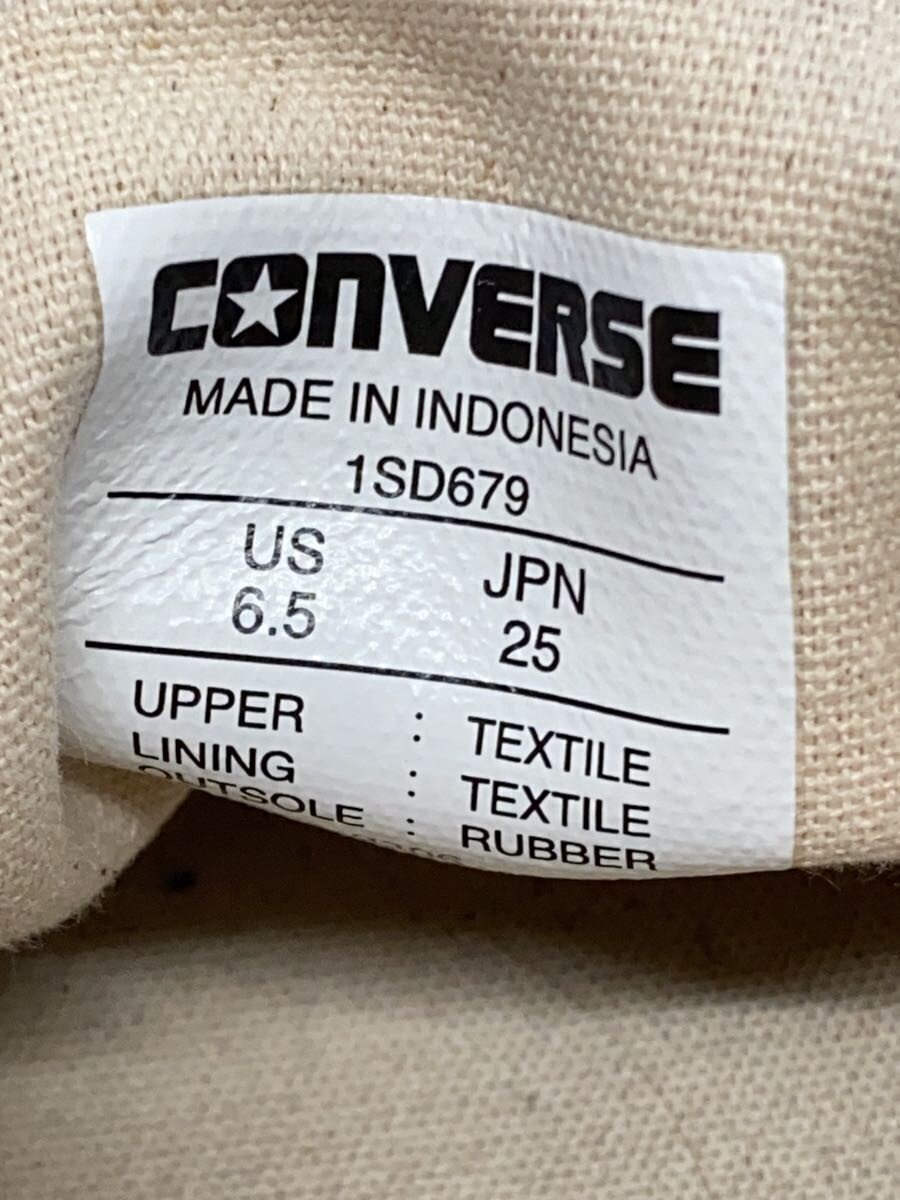 CONVERSE
MADE IN INDONESIA
1SD679
US JPN
6.5 25
UPPER : TEXTILE
LINING : TEXTILE
OUTSOLE : RUBBER